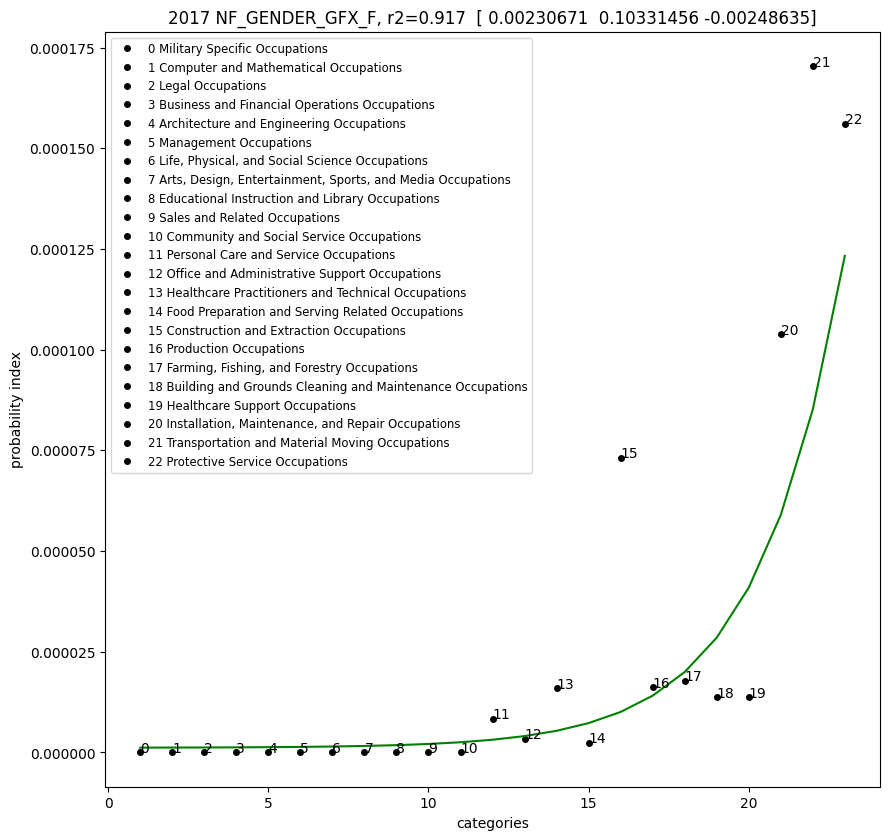 2017 NF_GENDER_GFX_F, r2=0.917 [ 0.00230671 0.10331456 -0.00248635]
0 Military Specific Occupations
1 Computer and Mathematical Occupations
2 Legal Occupations
3 Business and Financial Operations Occupations
4 Architecture and Engineering Occupations
5 Management Occupations
6 Life, Physical, and Social Science Occupations
7 Arts, Design, Entertainment, Sports, and Media Occupations
8 Educational Instruction and Library Occupations
9 Sales and Related Occupations
10 Community and Social Service Occupations
11 Personal Care and Service Occupations
12 Office and Administrative Support Occupations
13 Healthcare Practitioners and Technical Occupations
14 Food Preparation and Serving Related Occupations
15 Construction and Extraction Occupations
16 Production Occupations
17 Farming, Fishing, and Forestry Occupations
18 Building and Grounds Cleaning and Maintenance Occupations
19 Healthcare Support Occupations
20 Installation, Maintenance, and Repair Occupations
21 Transportation and Material Moving Occupations
22 Protective Service Occupations
probability index
0.000175
0.000150
0.000125
0.000100
0.000075
0.000050
0.000025
0.000000
0
1
2
3
4
5
6
7
8
9
10
11
12
13
14
15
16
17
18
19
20
21
22
0
5
10
15
20
categories